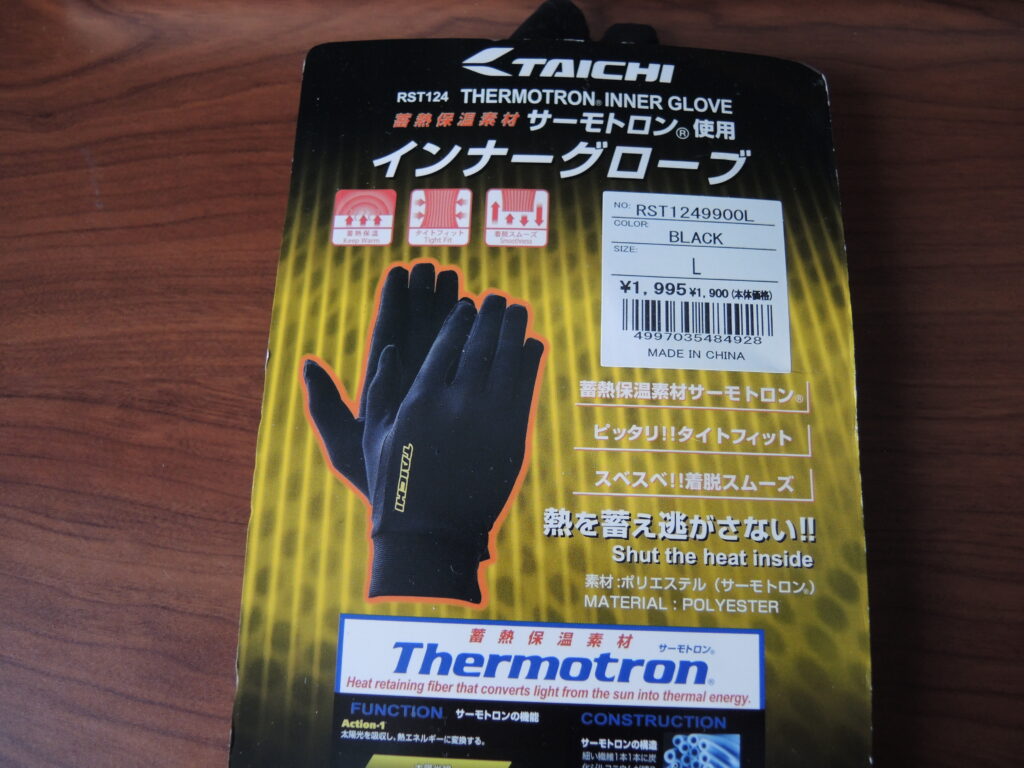 TAICHI
RST124 THERMOTRON® INNER GLOVE
蓄熱保温素材 サーモトロン®使用
インナーグローブ
蓄熱保温
Keep Warm
タイトフィット
Tight Fit
着脱スムーズ
Smoothness
NO: RST1249900L
COLOR: BLACK
SIZE: L
¥1,995 ¥1,900(本体価格)
4997035484928
MADE IN CHINA
TAICHI
蓄熱保温素材サーモトロン®
ピッタリ!!タイトフィット
スベスベ!!着脱スムーズ
熱を蓄え逃がさない!!
Shut the heat inside
素材:ポリエステル(サーモトロン®)
MATERIAL : POLYESTER
蓄熱保温素材
サーモトロン®
Thermotron®
Heat retaining fiber that converts light from the sun into thermal energy.
FUNCTION サーモトロンの機能
Action-1
太陽光を吸収し、熱エネルギーに変換する。
CONSTRUCTION
サーモトロンの構造
細い繊維1本1本に炭